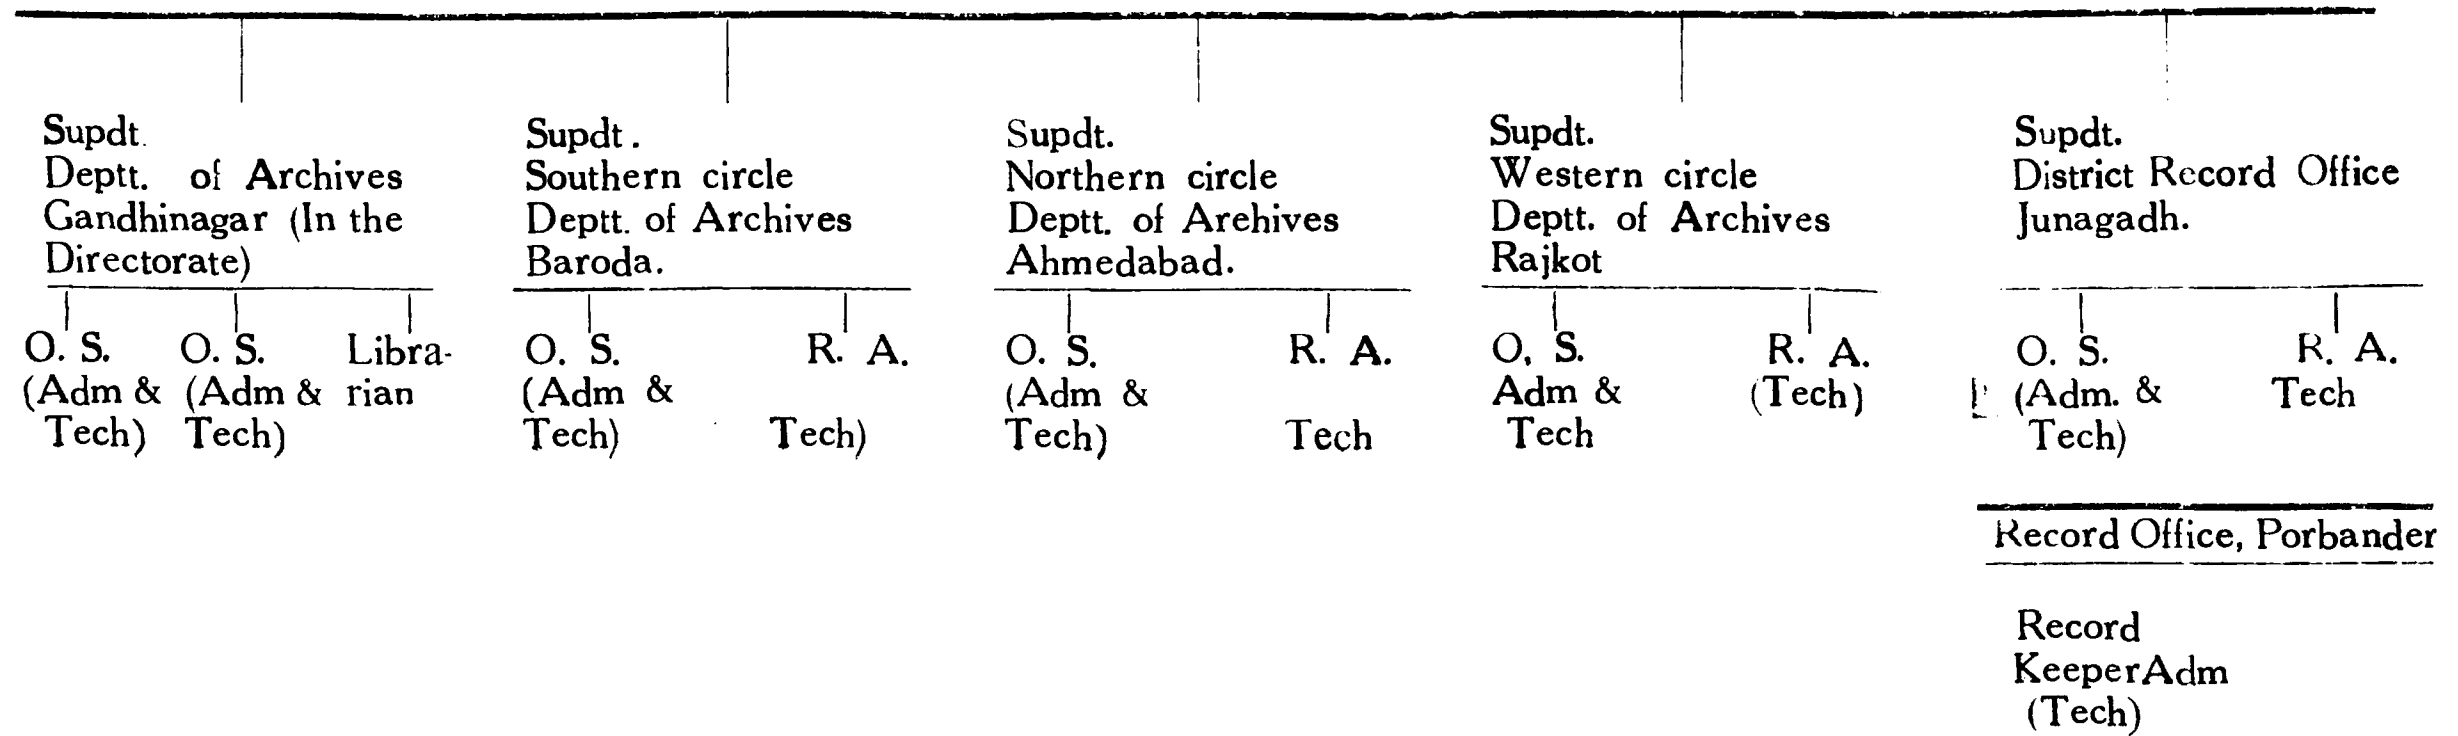 Supdt.
Deptt. of Archives
Gandhinagar (In the
Directorate)
O. S.
(Adm &
Tech)
O. S.
(Adm &
Tech)
Libra-
rian
Supdt.
Southern circle
Deptt. of Archives
Baroda.
O. S.
(Adm &
Tech)
R. A.
Tech)
Supdt.
Northern circle
Deptt. of Arehives
Ahmedabad.
O. S.
(Adm &
Tech)
R. A.
Tech
Supdt.
Western circle
Deptt. of Archives
Rajkot
O, S.
Adm &
Tech
R. A.
(Tech)
Supdt.
District Record Office
Junagadh.
O. S.
(Adm. &
Tech)
R. A.
Tech
Record Office, Porbander
Record
KeeperAdm
(Tech)